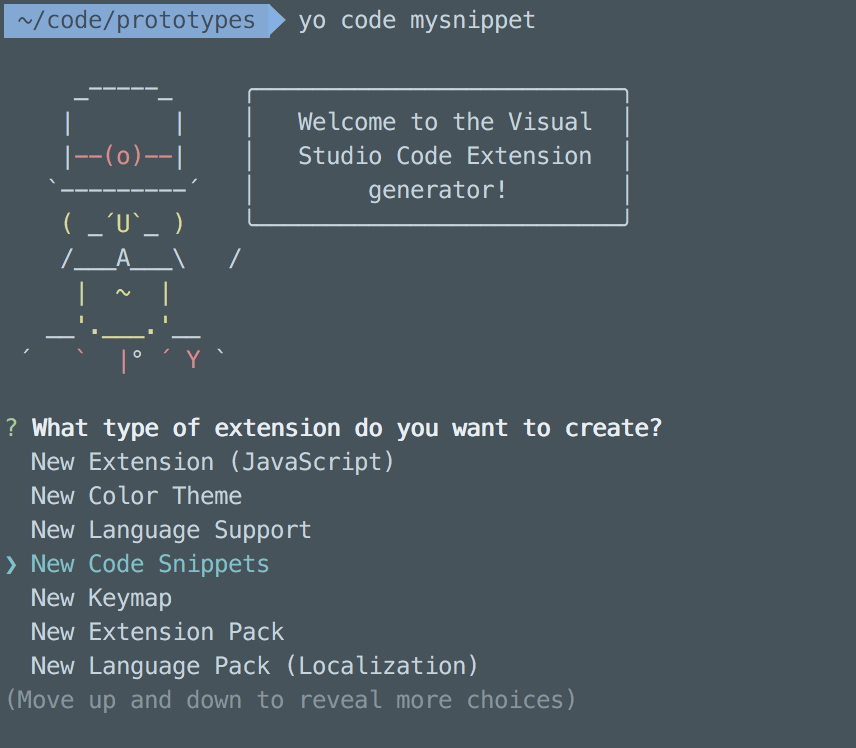 ~/code/prototypes yo code mysnippet
Welcome to the Visual
Studio Code Extension
generator!
? What type of extension do you want to create?
New Extension (JavaScript)
New Color Theme
New Language Support
❯ New Code Snippets
New Keymap
New Extension Pack
New Language Pack (Localization)
(Move up and down to reveal more choices)